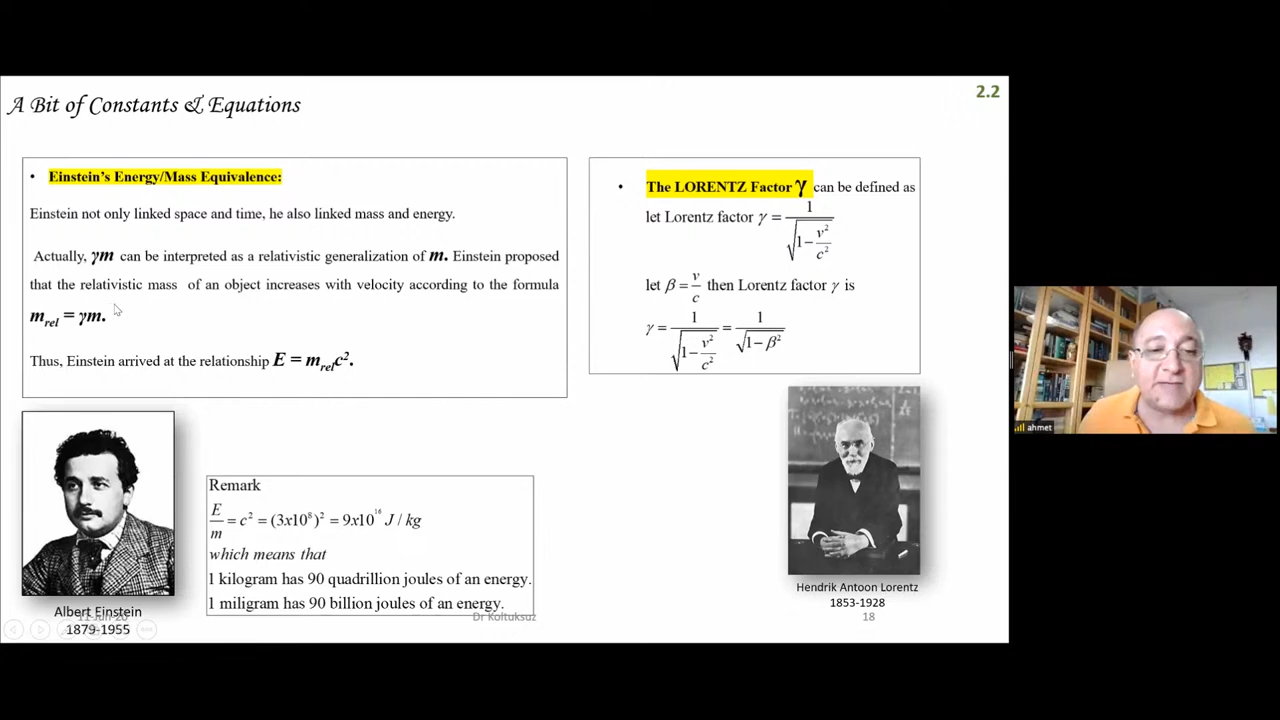 A Bit of Constants & Equations
2.2
• Einstein's Energy/Mass Equivalence:
Einstein not only linked space and time, he also linked mass and energy.
Actually, γm can be interpreted as a relativistic generalization of m. Einstein proposed
that the relativistic mass of an object increases with velocity according to the formula
m_rel = γm.
Thus, Einstein arrived at the relationship E = m_rel c².
• The LORENTZ Factor γ can be defined as
let Lorentz factor γ = 1/√(1−v²/c²)
let β = v/c then Lorentz factor γ is
γ = 1/√(1−v²/c²) = 1/√(1−β²)
ahmet
Remark
E/m = c² = (3x10⁸)² = 9x10¹⁶ J / kg
which means that
1 kilogram has 90 quadrillion joules of an energy.
1 miligram has 90 billion joules of an energy.
Albert Einstein
1879-1955
Dr Koltuksuz
Hendrik Antoon Lorentz
1853-1928
18